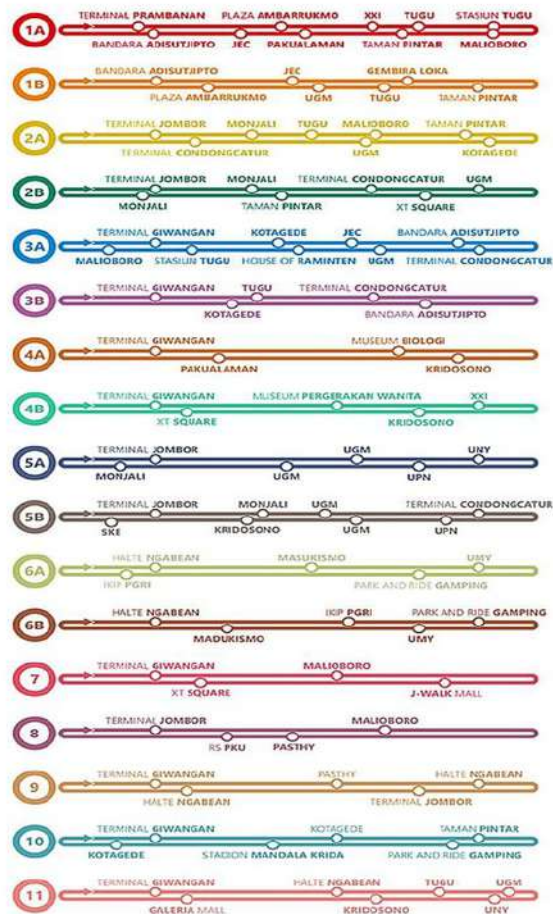 TERMINAL PRAMBANAN PLAZA AMBARRUKMO XXI TUGU STASIUN TUGU
1A
BANDARA ADISUTJIPTO JEC PAKUALAMAN TAMAN PINTAR MALIOBORO
BANDARA ADISUTJIPTO JEC GEMBIRA LOKA
1B
PLAZA AMBARRUKMO UGM TUGU TAMAN PINTAR
TERMINAL JOMBOR MONJALI TUGU MALIOBORO TAMAN PINTAR
2A
TERMINAL CONDONGCATUR UGM KOTAGEDE
TERMINAL JOMBOR MONJALI TERMINAL CONDONGCATUR UGM
2B
MONJALI TAMAN PINTAR XT SQUARE
TERMINAL GIWANGAN KOTAGEDE JEC BANDARA ADISUTJIPTO
3A
MALIOBORO STASIUN TUGU HOUSE OF RAMINTEN UGM TERMINAL CONDONGCATUR
TERMINAL GIWANGAN TUGU TERMINAL CONDONGCATUR
3B
KOTAGEDE BANDARA ADISUTJIPTO
TERMINAL GIWANGAN MUSEUM BIOLOGI
4A
PAKUALAMAN KRIDOSONO
TERMINAL GIWANGAN MUSEUM PERGERAKAN WANITA XXI
4B
XT SQUARE KRIDOSONO
TERMINAL JOMBOR UGM UNY
5A
MONJALI UGM UPN
TERMINAL JOMBOR MONJALI UGM TERMINAL CONDONGCATUR
5B
SKE KRIDOSONO UGM UPN
HALTE NGABEAN MASUKISMO UMY
6A
IKIP PGRI PARK AND RIDE GAMPING
HALTE NGABEAN IKIP PGRI PARK AND RIDE GAMPING
6B
MADUKISMO UMY
TERMINAL GIWANGAN MALIOBORO
7
XT SQUARE J-WALK MALL
TERMINAL JOMBOR MALIOBORO
8
RS PKU PASTHY
TERMINAL GIWANGAN PASTHY HALTE NGABEAN
9
HALTE NGABEAN TERMINAL JOMBOR
TERMINAL GIWANGAN KOTAGEDE TAMAN PINTAR
10
KOTAGEDE STADION MANDALA KRIDA PARK AND RIDE GAMPING
TERMINAL GIWANGAN HALTE NGABEAN TUGU UGM
11
GALERIA MALL KRIDOSONO UNY